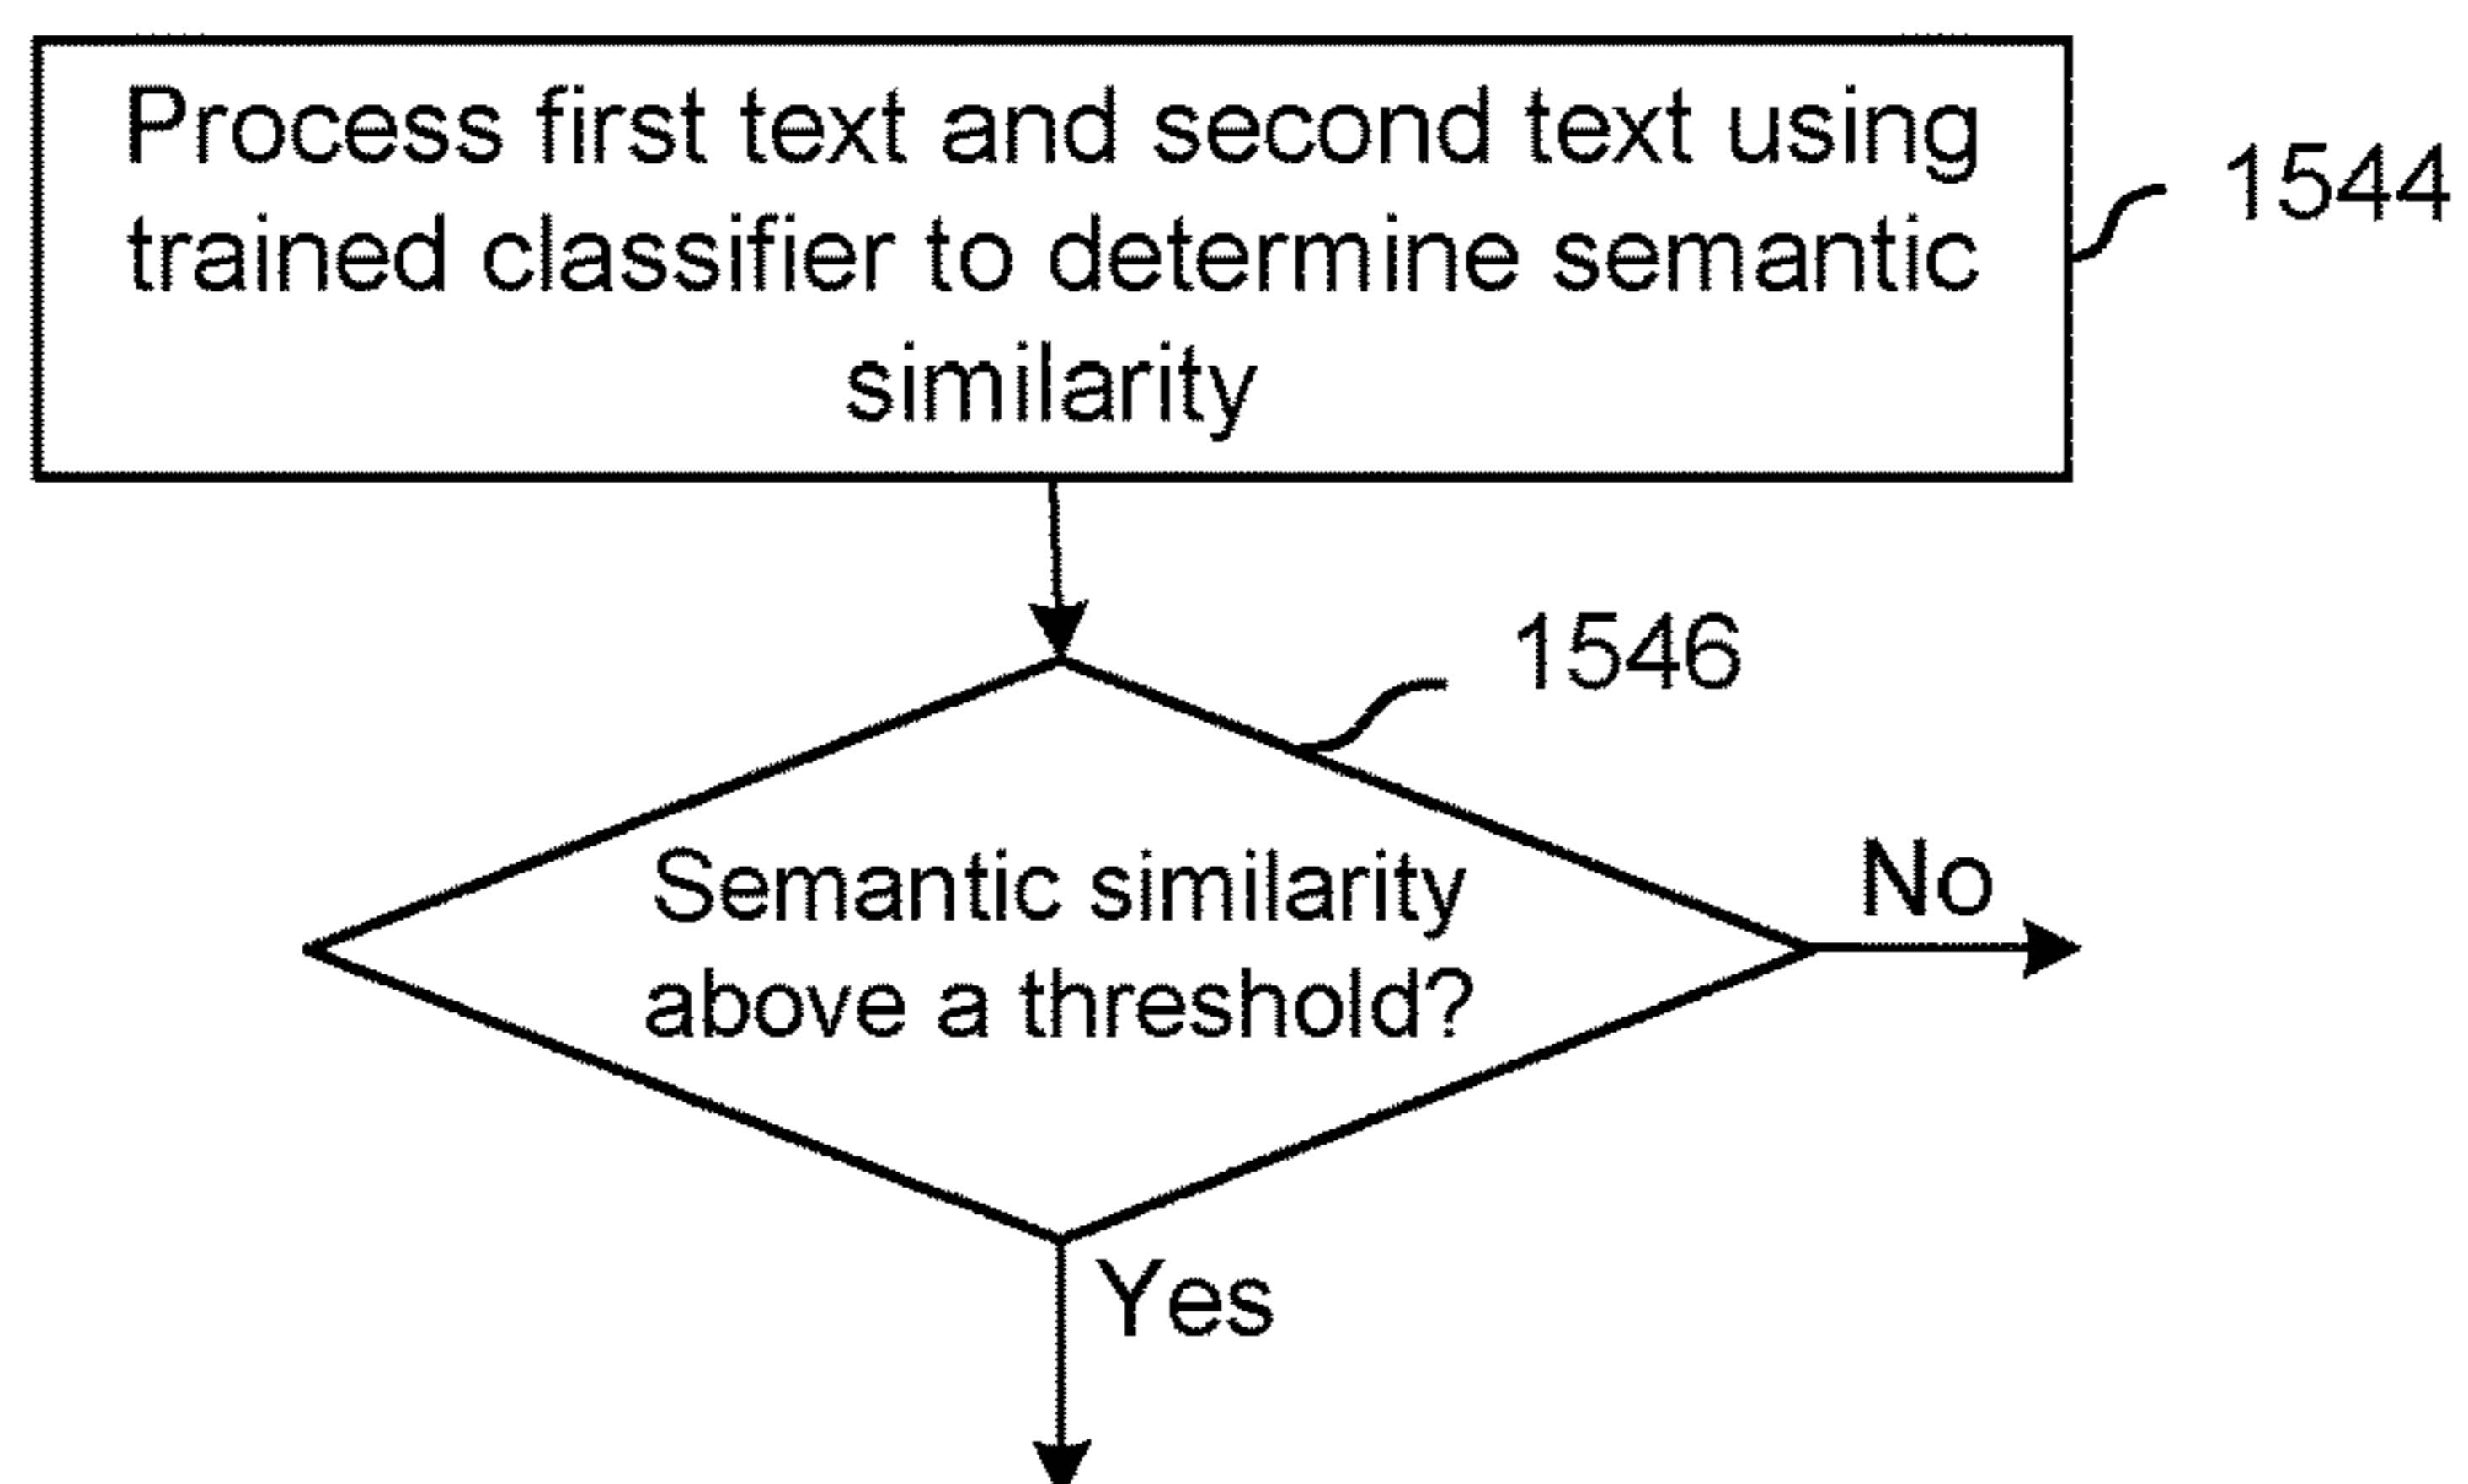 Process first text and second text using
trained classifier to determine semantic
similarity
1544
1546
Semantic similarity
above a threshold?
No
Yes